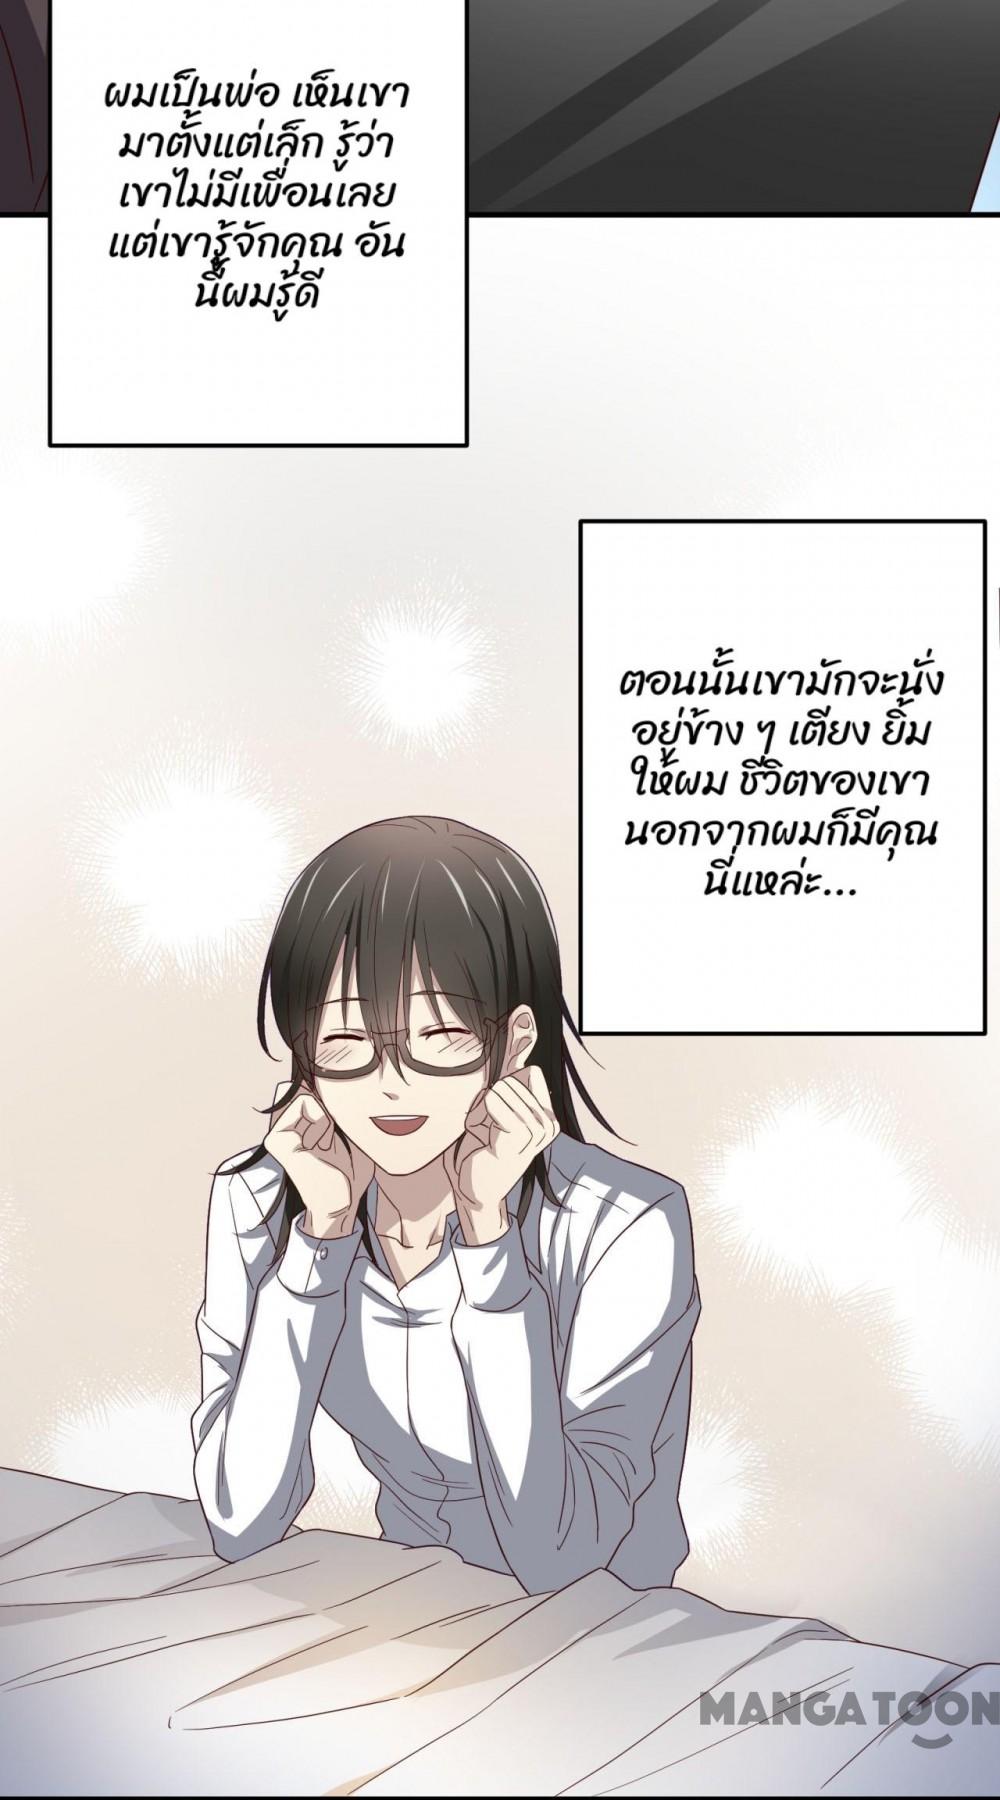 ผมเป็นพ่อ เห็นเขา
มาตั้งแต่เล็ก รู้ว่า
เขาไม่มีเพื่อนเลย
แต่เขารู้จักคุณ อัน
นี้ผมรู้ดี
ตอนนั้นเขามักจะนั่ง
อยู่ข้าง ๆ เตียง ยิ้ม
ให้ผม ชีวิตของเขา
นอกจากผมก็มีคุณ
นี่แหล่ะ...
MANGATOON